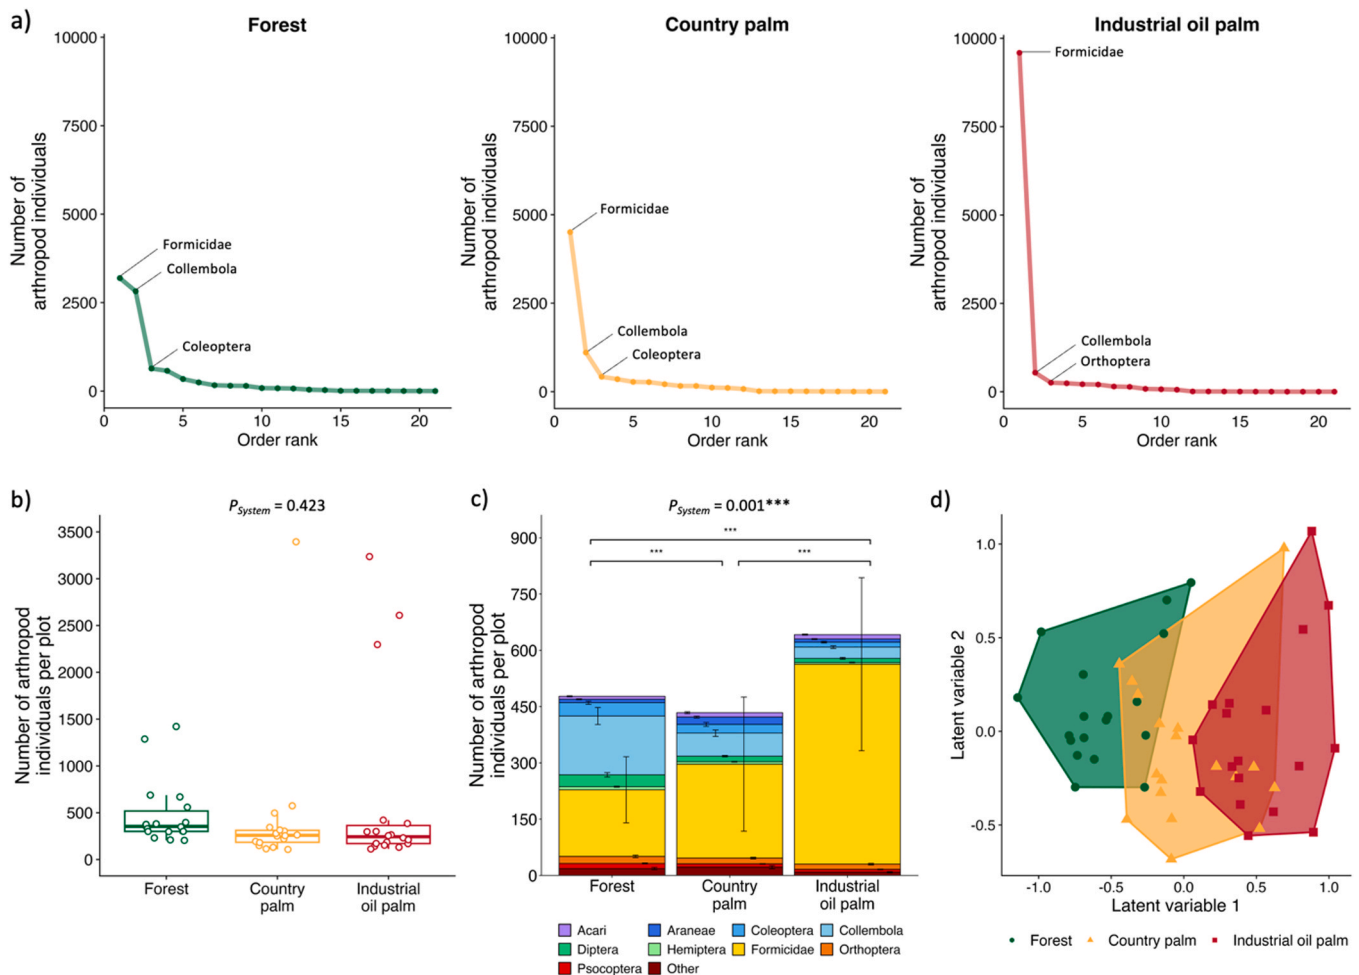 a)
Forest
Number of
arthropod individuals
10000
7500
5000
2500
0
Formicidae
Collembola
Coleoptera
0 5 10 15 20
Order rank
Country palm
Number of
arthropod individuals
10000
7500
5000
2500
0
Formicidae
Collembola
Coleoptera
0 5 10 15 20
Order rank
Industrial oil palm
Number of
arthropod individuals
10000
7500
5000
2500
0
Formicidae
Collembola
Orthoptera
0 5 10 15 20
Order rank
b)
P System = 0.423
Number of arthropod
individuals per plot
3500
3000
2500
2000
1500
1000
500
0
Forest
Country
palm
Industrial
oil palm
c)
P System = 0.001***
***
*** ***
Number of arthropod
individuals per plot
900
750
600
450
300
150
0
Forest
Country
palm
Industrial
oil palm
Acari Araneae Coleoptera Collembola
Diptera Hemiptera Formicidae Orthoptera
Psocoptera Other
d)
Latent variable 2
1.0
0.5
0.0
-0.5
-1.0 -0.5 0.0 0.5 1.0
Latent variable 1
Forest Country palm Industrial oil palm